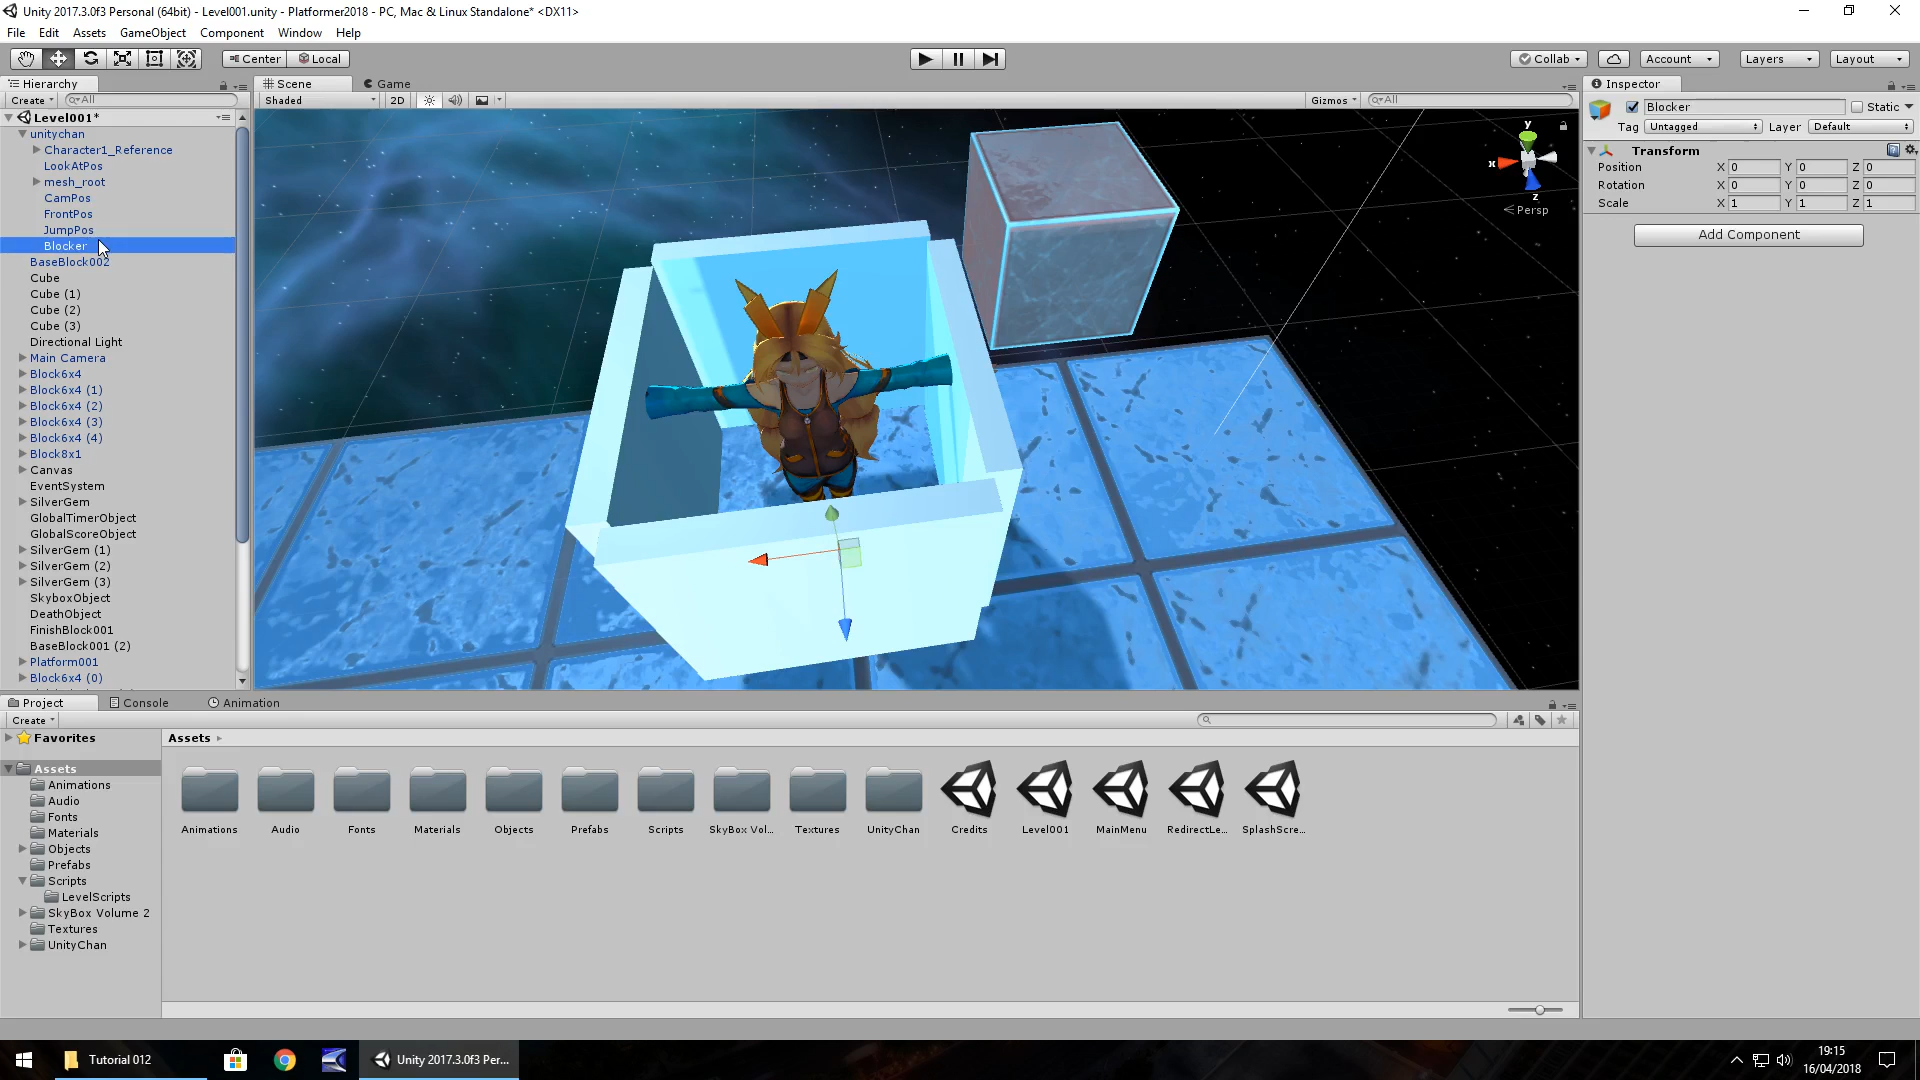 Unity 2017.3.0f3 Personal (64bit) - Level001.unity - Platformer2018 - PC, Mac & Linux Standalone* <DX11>
File Edit Assets GameObject Component Window Help
Center Local Collab Account Layers Layout
Hierarchy Scene Game Inspector
Create All Shaded 2D Gizmos All
Blocker Static
Level001*
unitychan
Tag Untagged Layer Default
Character1_Reference
Transform
LookAtPos
Position X 0 Y 0 Z 0
mesh_root
Rotation X 0 Y 0 Z 0
CamPos
Scale X 1 Y 1 Z 1
FrontPos
y
x
z
Persp
JumpPos
Add Component
Blocker
BaseBlock002
Cube
Cube (1)
Cube (2)
Cube (3)
Directional Light
Main Camera
Block6x4
Block6x4 (1)
Block6x4 (2)
Block6x4 (3)
Block6x4 (4)
Block8x1
Canvas
EventSystem
SilverGem
GlobalTimerObject
GlobalScoreObject
SilverGem (1)
SilverGem (2)
SilverGem (3)
SkyboxObject
DeathObject
FinishBlock001
BaseBlock001 (2)
Platform001
Block6x4 (0)
Project Console Animation
Create
Favorites
Assets
Assets
Animations
Audio
Fonts
Materials
Objects
Prefabs
Scripts
LevelScripts
SkyBox Volume 2
Textures
UnityChan
Animations Audio Fonts Materials Objects Prefabs Scripts SkyBox Vol... Textures UnityChan Credits Level001 MainMenu RedirectLe... SplashScre...
Tutorial 012
Unity 2017.3.0f3 Per...
19:15
16/04/2018